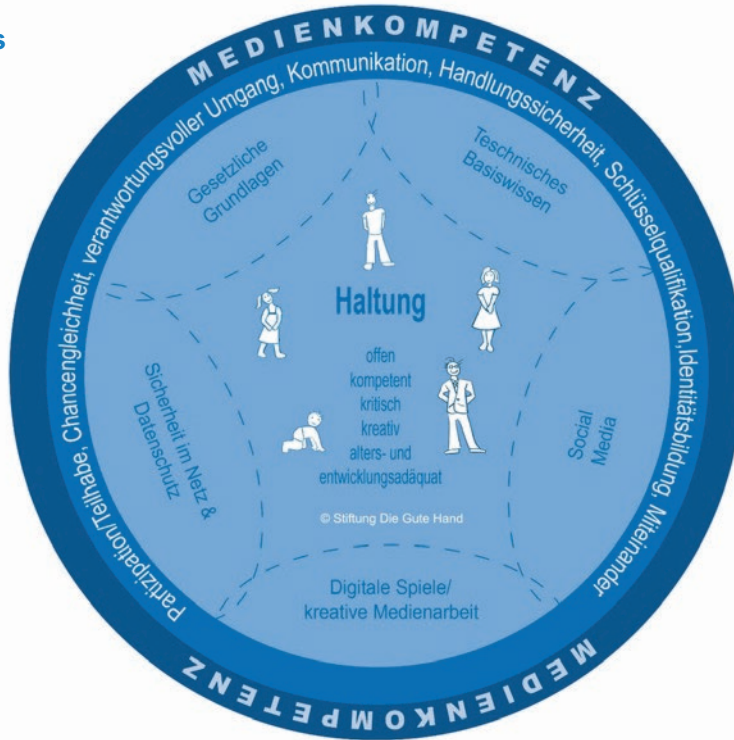 s
MEDIENKOMPETENZ
Partizipation/Teilhabe, Chancengleichheit, verantwortungsvoller Umgang, Kommunikation, Handlungssicherheit, Schlüsselqualifikation,Identitätsbildung, Miteinander
Gesetzliche
Grundlagen
Teschnisches
Basiswissen
Haltung
offen
kompetent
kritisch
kreativ
alters- und
entwicklungsadäquat
Sicherheit im Netz &
Datenschutz
Social
Media
© Stiftung Die Gute Hand
Digitale Spiele/
kreative Medienarbeit
MEDIENKOMPETENZ